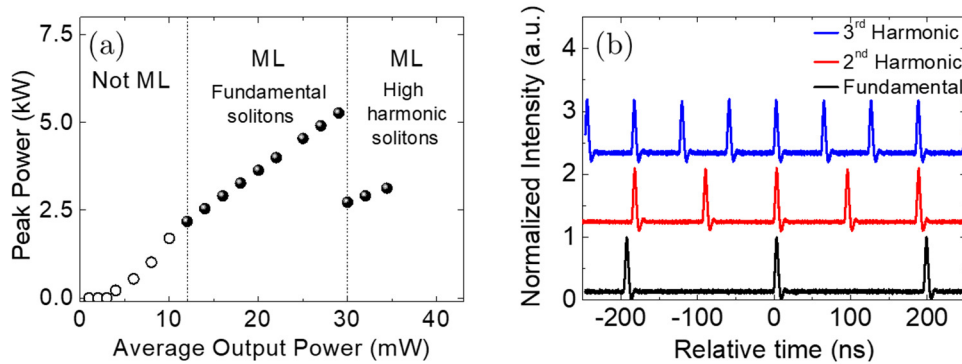 (a)
Not ML
ML
ML
Fundamental
solitons
High
harmonic
solitons
7.5
5.0
2.5
0.0
Peak Power (kW)
0 10 20 30 40
Average Output Power (mW)
(b)
3rd Harmonic
2nd Harmonic
Fundamental
4
3
2
1
0
Normalized Intensity (a.u.)
-200 -100 0 100 200
Relative time (ns)